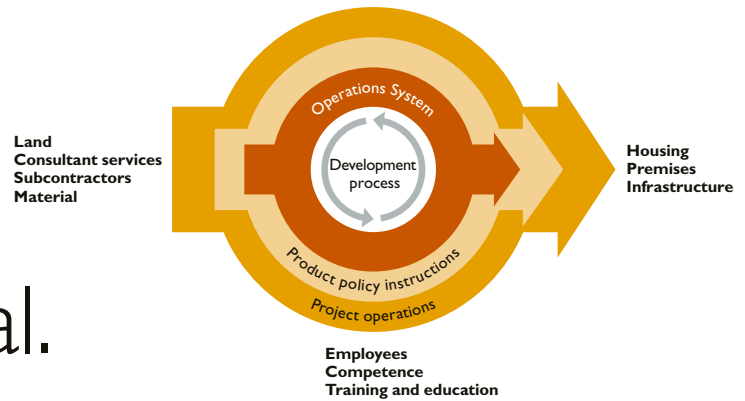 Operations System
Development
process
Land
Consultant services
Subcontractors
Material
Housing
Premises
Infrastructure
Product policy instructions
Project operations
al.
Employees
Competence
Training and education